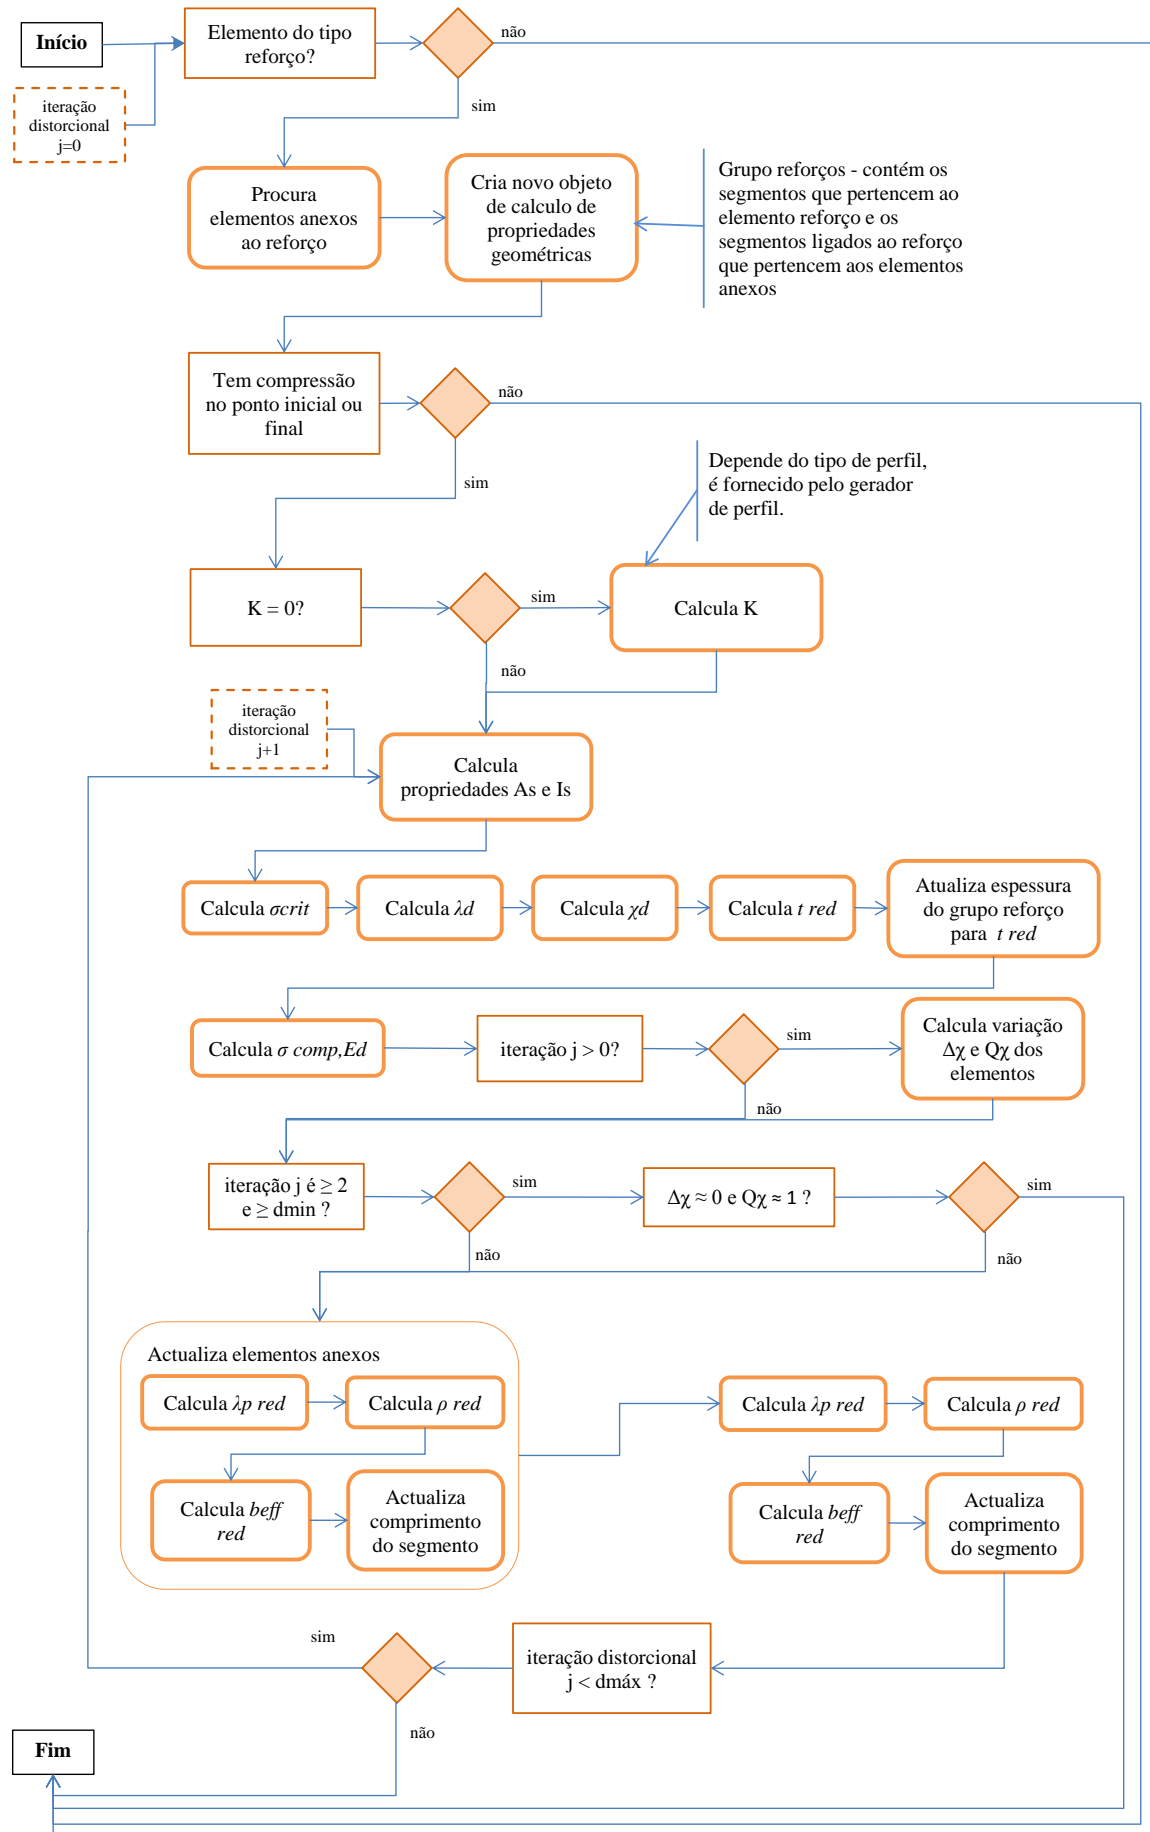 Início
Elemento do tipo
reforço?
não
iteração
distorcional
j=0
sim
Procura
elementos anexos
ao reforço
Cria novo objeto
de calculo de
propriedades
geométricas
Grupo reforços - contém os
segmentos que pertencem ao
elemento reforço e os
segmentos ligados ao reforço
que pertencem aos elementos
anexos
Tem compressão
no ponto inicial ou
final
não
sim
Depende do tipo de perfil,
é fornecido pelo gerador
de perfil.
K = 0?
sim
Calcula K
não
iteração
distorcional
j+1
Calcula
propriedades As e Is
Calcula σcrit
Calcula λd
Calcula χd
Calcula t red
Atualiza espessura
do grupo reforço
para t red
Calcula σ comp,Ed
iteração j > 0?
sim
Calcula variação
Δχ e Qχ dos
elementos
não
iteração j é ≥ 2
e ≥ dmin ?
sim
Δχ ≈ 0 e Qχ ≈ 1 ?
sim
não
não
Actualiza elementos anexos
Calcula λp red
Calcula ρ red
Calcula beff
red
Actualiza
comprimento
do segmento
Calcula λp red
Calcula ρ red
Calcula beff
red
Actualiza
comprimento
do segmento
sim
iteração distorcional
j < dmáx ?
não
Fim